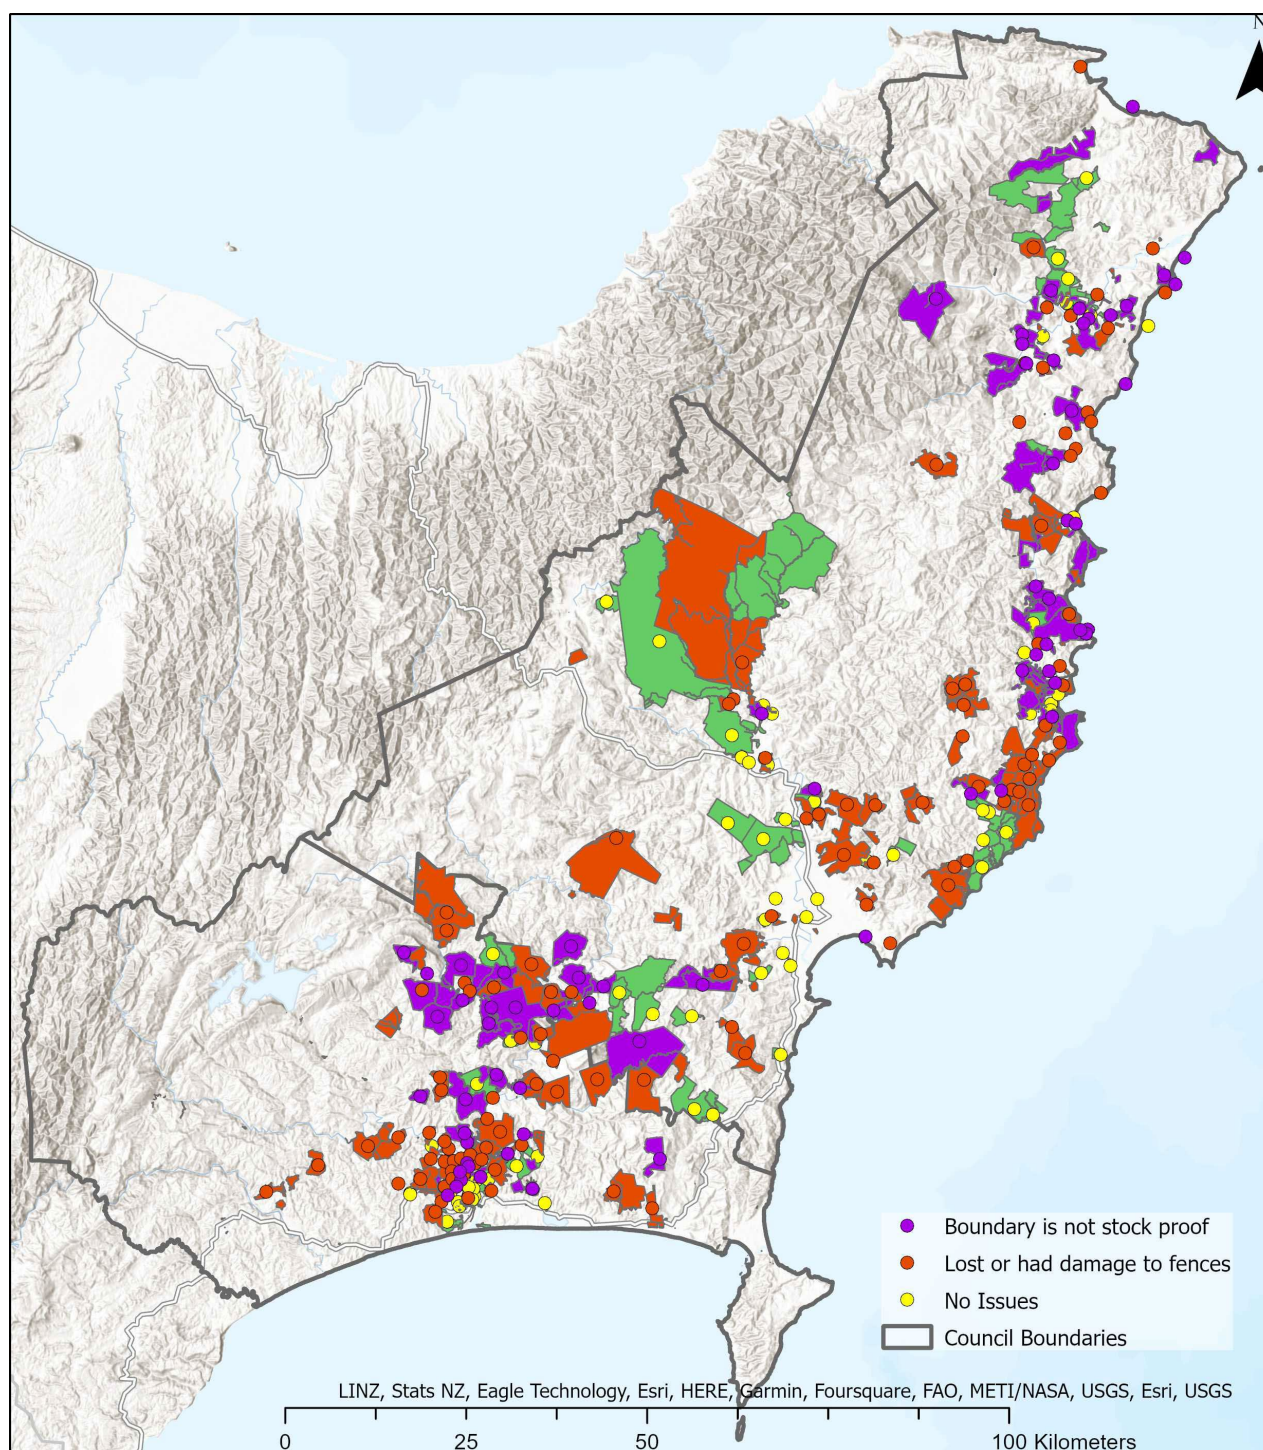 N
Boundary is not stock proof
Lost or had damage to fences
No Issues
Council Boundaries
LINZ, Stats NZ, Eagle Technology, Esri, HERE, Garmin, Foursquare, FAO, METI/NASA, USGS, Esri, USGS
0 25 50 100 Kilometers